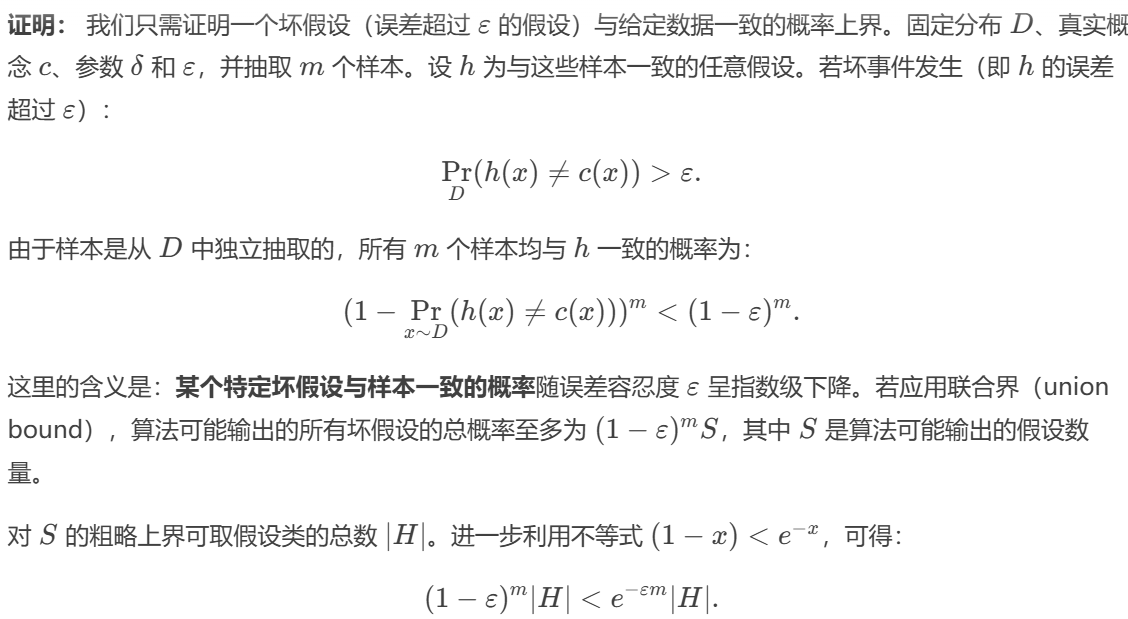 证明： 我们只需证明一个坏假设（误差超过 ε 的假设）与给定数据一致的概率上界。固定分布 D、真实概
念 c、参数 δ 和 ε，并抽取 m 个样本。设 h 为与这些样本一致的任意假设。若坏事件发生（即 h 的误差
超过 ε）：
Pr_D(h(x) ≠ c(x)) > ε.
由于样本是从 D 中独立抽取的，所有 m 个样本均与 h 一致的概率为：
(1 − Pr_{x∼D}(h(x) ≠ c(x)))^m < (1 − ε)^m.
这里的含义是：某个特定坏假设与样本一致的概率随误差容忍度 ε 呈指数级下降。若应用联合界（union
bound），算法可能输出的所有坏假设的总概率至多为 (1 − ε)^m S，其中 S 是算法可能输出的假设数
量。
对 S 的粗略上界可取假设类的总数 |H|。进一步利用不等式 (1 − x) < e^{−x}，可得：
(1 − ε)^m|H| < e^{−εm}|H|.